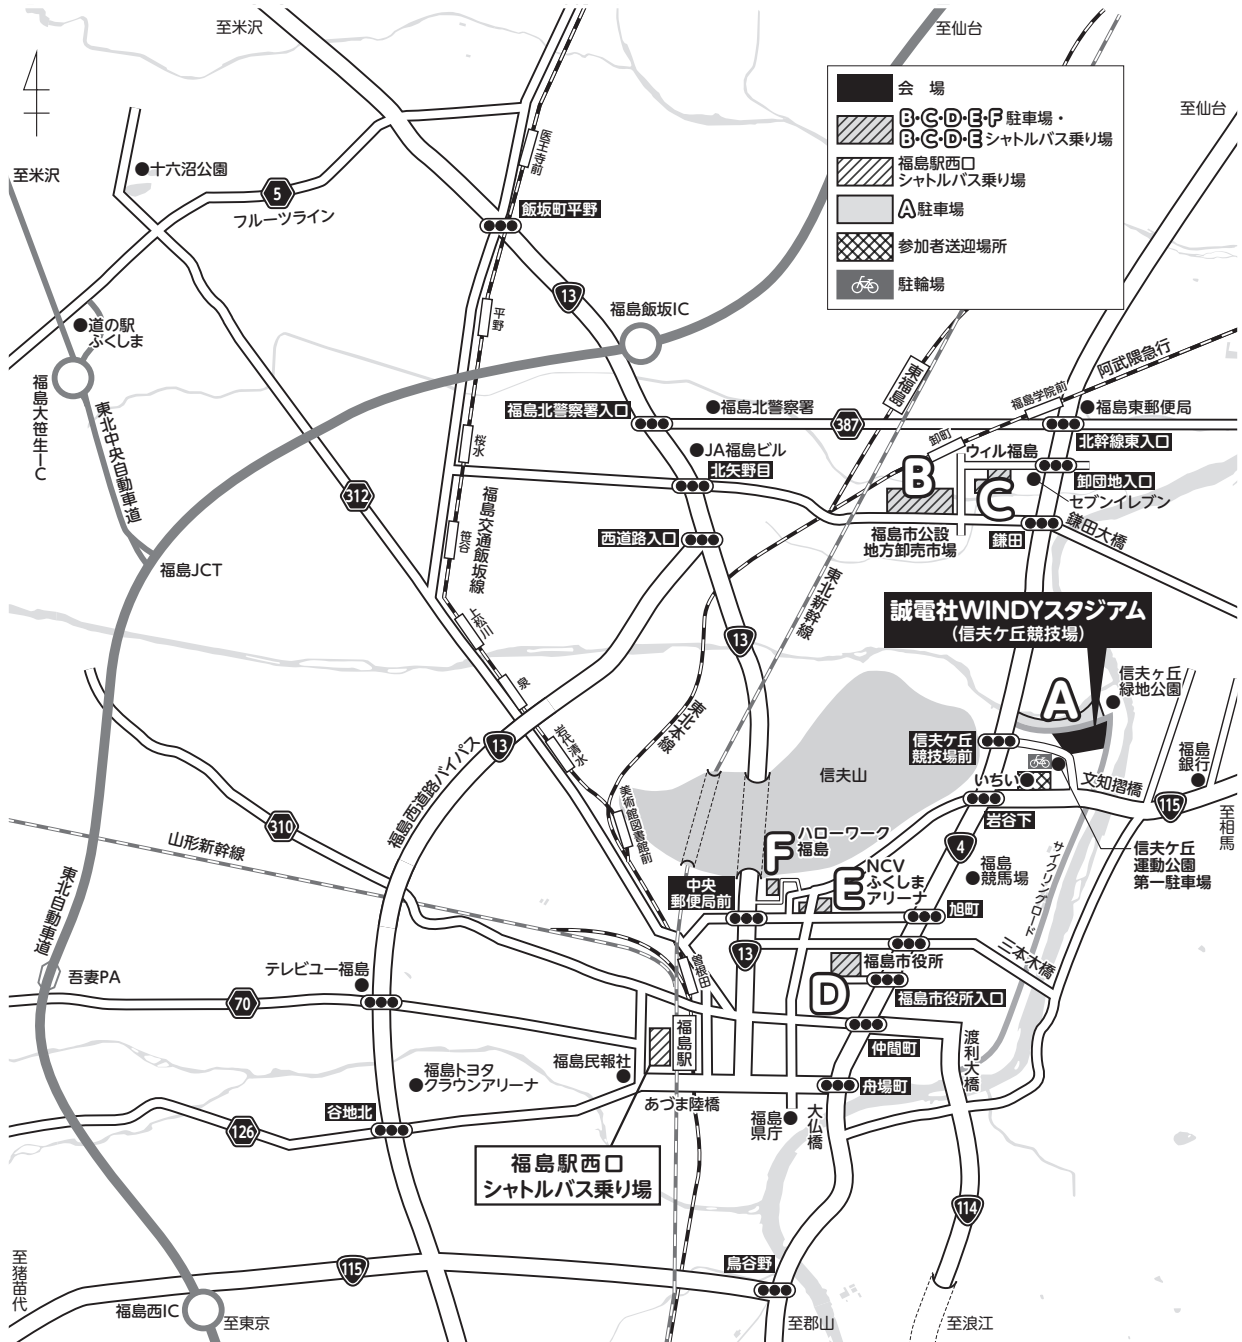 至米沢
至仙台
会 場
B・C・D・E・F 駐車場・
B・C・D・E シャトルバス乗り場
福島駅西口
シャトルバス乗り場
A 駐車場
参加者送迎場所
駐輪場
至仙台
至米沢
十六沼公園
5
フルーツライン
医王寺前
飯坂町平野
13
平野
福島飯坂IC
道の駅
ふくしま
福島大笹生IC
東北中央自動車道
東福島
阿武隈急行
福島学院前
福島北警察署入口
福島北警察署
387
福島東郵便局
北幹線東入口
卸町
桜水
JA福島ビル
北矢野目
ウィル福島
B
C
卸団地入口
セブンイレブン
312
福島交通飯坂線
笹谷
西道路入口
福島市公設
地方卸売市場
鎌田
鎌田大橋
福島JCT
東北新幹線
上松川
13
誠電社WINDYスタジアム
(信夫ケ丘競技場)
泉
A
信夫ヶ丘
緑地公園
東北本線
13
岩代清水
福島西道路バイパス
信夫山
信夫ケ丘
競技場前
福島
銀行
いちい
文知摺橋
115
至相馬
美術館図書館前
310
山形新幹線
岩谷下
F
ハローワーク
福島
4
福島
競馬場
サイクリングロード
信夫ケ丘
運動公園
第一駐車場
中央
郵便局前
E
NCV
ふくしま
アリーナ
旭町
東北自動車道
13
三本木橋
曽根田
福島市役所
吾妻PA
テレビユー福島
70
D
福島市役所入口
福島駅
仲間町
渡利大橋
福島トヨタ
クラウンアリーナ
福島民報社
舟場町
あづま陸橋
福島
県庁
大仏橋
谷地北
126
福島駅西口
シャトルバス乗り場
114
鳥谷野
115
至猪苗代
福島西IC
至東京
至郡山
至浪江